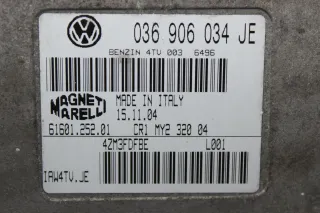 036 906 034 JE
BENZIN 4TV 003 6496
MAGNETI MARELLI
MADE IN ITALY
15.11.04
61601.252.01 CR1 MY2 320 04
4ZM3FDFBE L001
IAW4TV.JE